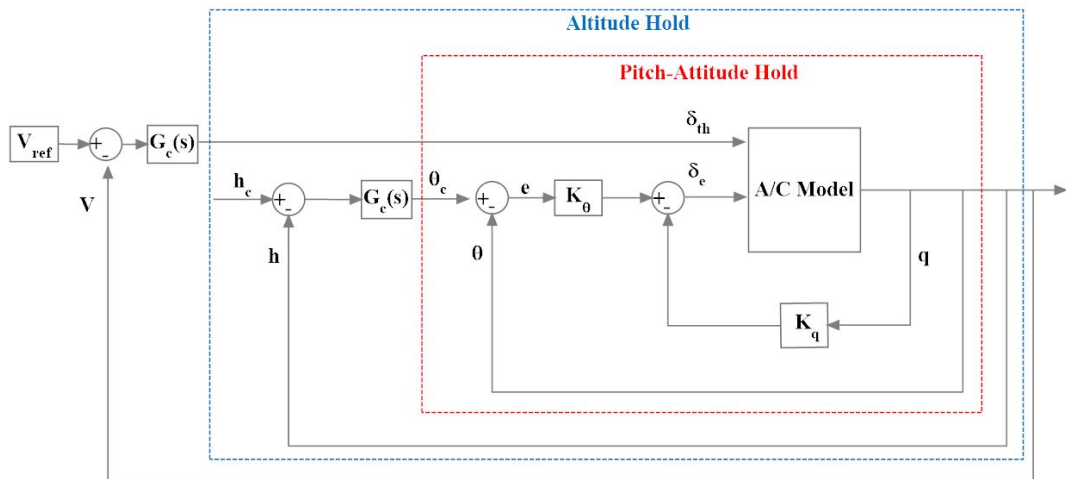 Altitude Hold
Pitch-Attitude Hold
V_ref
+
-
G_c(s)
δ_th
V
h_c
+
-
G_c(s)
θ_c
+
-
e
K_θ
+
-
δ_e
A/C Model
h
θ
q
K_q